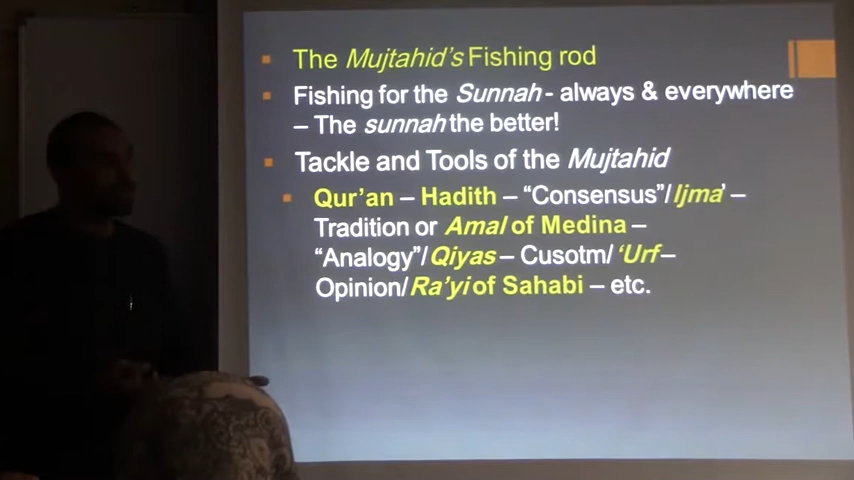 The Mujtahid's Fishing rod
Fishing for the Sunnah - always & everywhere
– The sunnah the better!
Tackle and Tools of the Mujtahid
Qur'an – Hadith – “Consensus”/Ijma' –
Tradition or Amal of Medina –
“Analogy”/Qiyas – Cusotm/‘Urf –
Opinion/Ra'yi of Sahabi – etc.